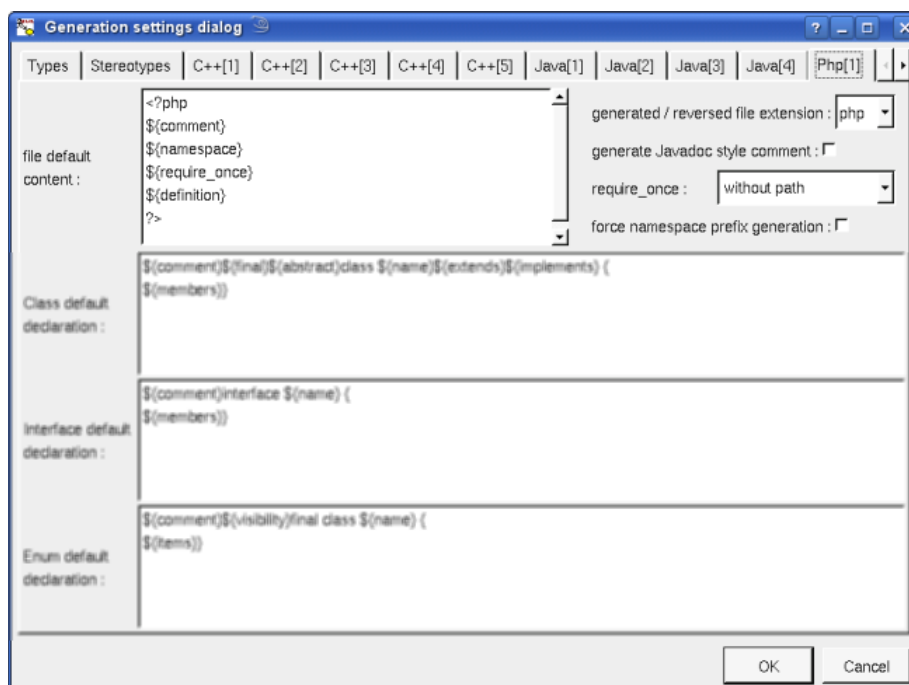 Generation settings dialog
Types Stereotypes C++[1] C++[2] C++[3] C++[4] C++[5] Java[1] Java[2] Java[3] Java[4] Php[1]
file default
content :
<?php
${comment}
${namespace}
${require_once}
${definition}
?>
generated / reversed file extension : php
generate Javadoc style comment :
require_once : without path
force namespace prefix generation :
Class default
declaration :
${comment}${final}${abstract}class ${name}${extends}${implements} {
${members}}
Interface default
declaration :
${comment}interface ${name} {
${members}}
Enum default
declaration :
${comment}${visibility}final class ${name} {
${items}}
OK Cancel